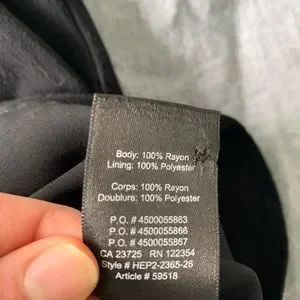 Body: 100% Rayon
Lining: 100% Polyester
Corps: 100% Rayon
Doublure: 100% Polyester
P.O. # 4500055863
P.O. # 4500055866
P.O. # 4500055867
CA 23725 RN 122354
Style # HEP2-2365-26
Article # 59518